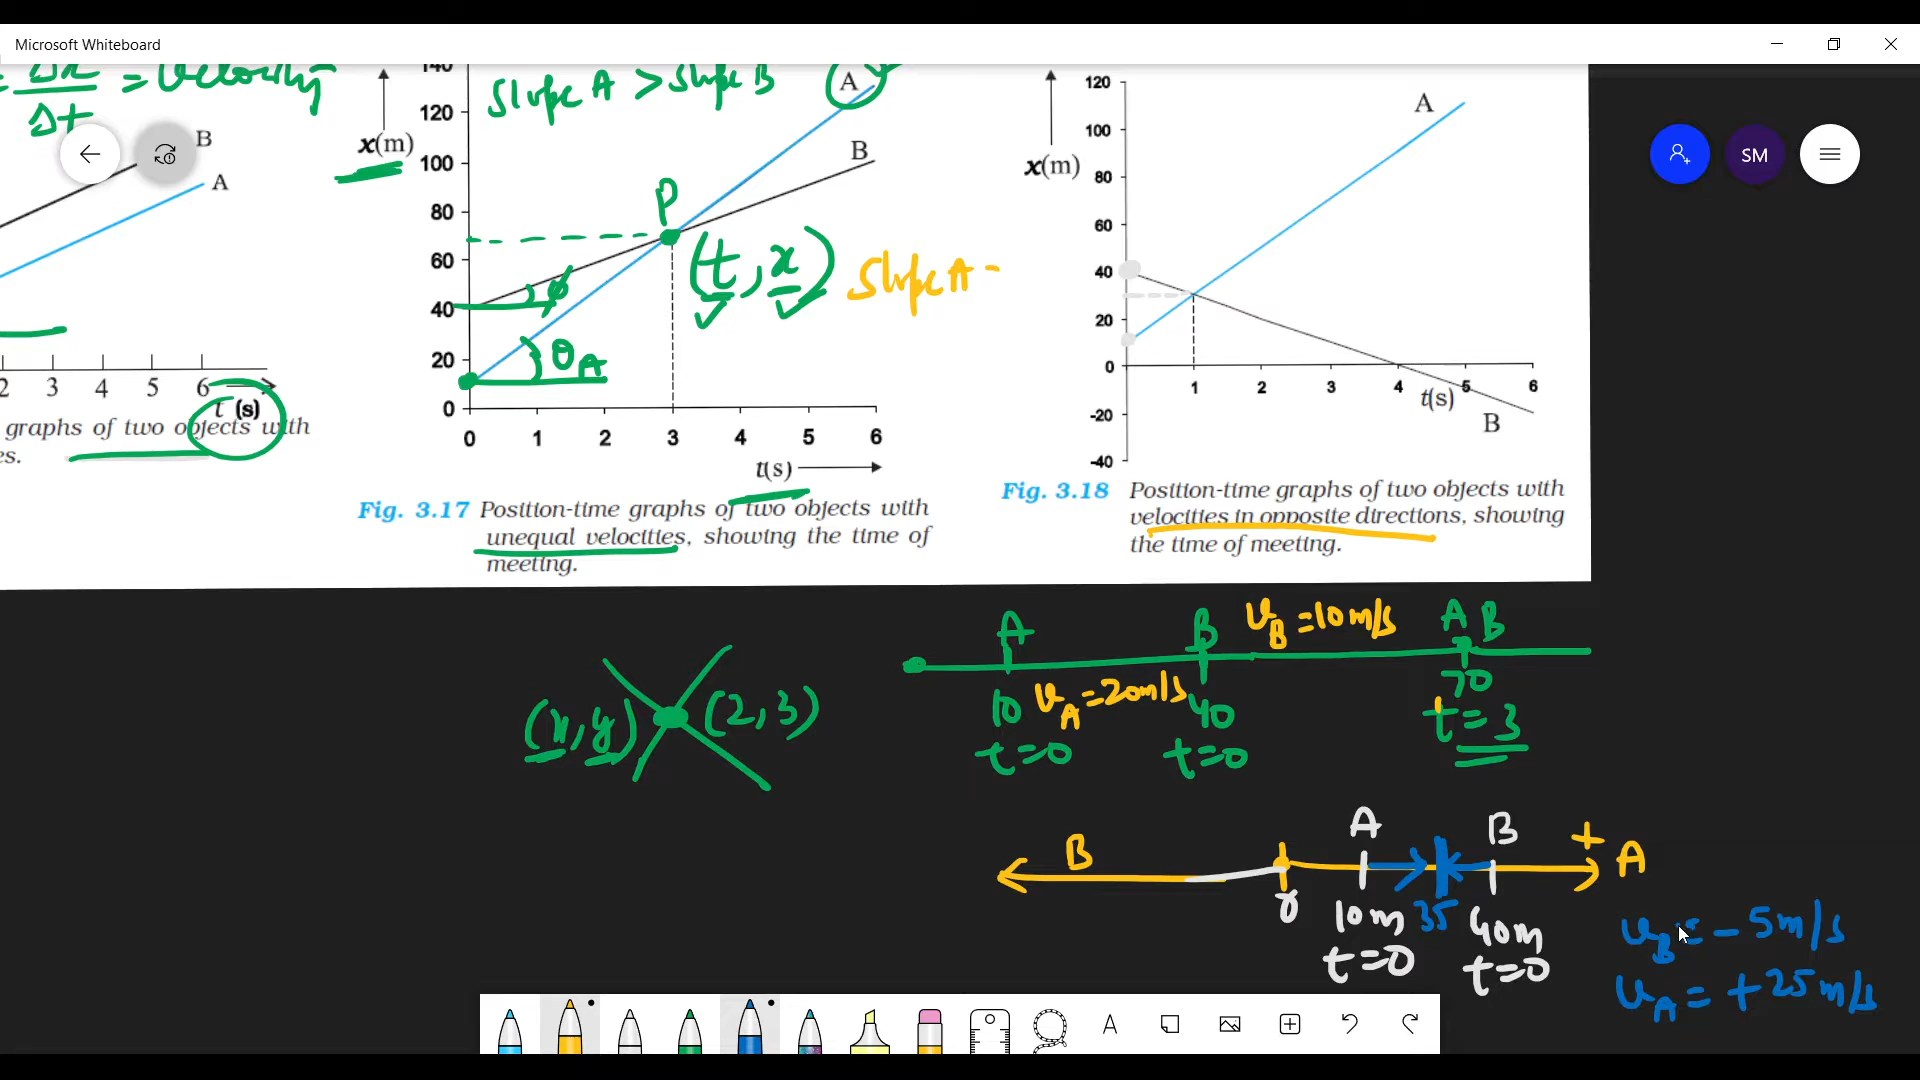 Microsoft Whiteboard
= Δx/Δt = velocity
B
A
2 3 4 5 6
t (s)
graphs of two objects with
es.
x(m)
140
120
100
80
60
40
20
0
0 1 2 3 4 5 6
t(s)
slope A > slope B
A
B
P
(t, x)
slope A -
ϕ
θA
Fig. 3.17 Position-time graphs of two objects with
unequal velocities, showing the time of
meeting.
x(m)
120
100
80
60
40
20
0
-20
-40
1 2 3 4 5 6
t(s)
A
B
Fig. 3.18 Position-time graphs of two objects with
velocities in opposite directions, showing
the time of meeting.
SM
A B vB = 10 m/s A B
10 vA = 20 m/s 40 70
t=0 t=0 t=3
(x, y) (2, 3)
B A B + A
10m 35 40m
t=0 t=0
vB = - 5m/s
vA = + 25 m/s
A